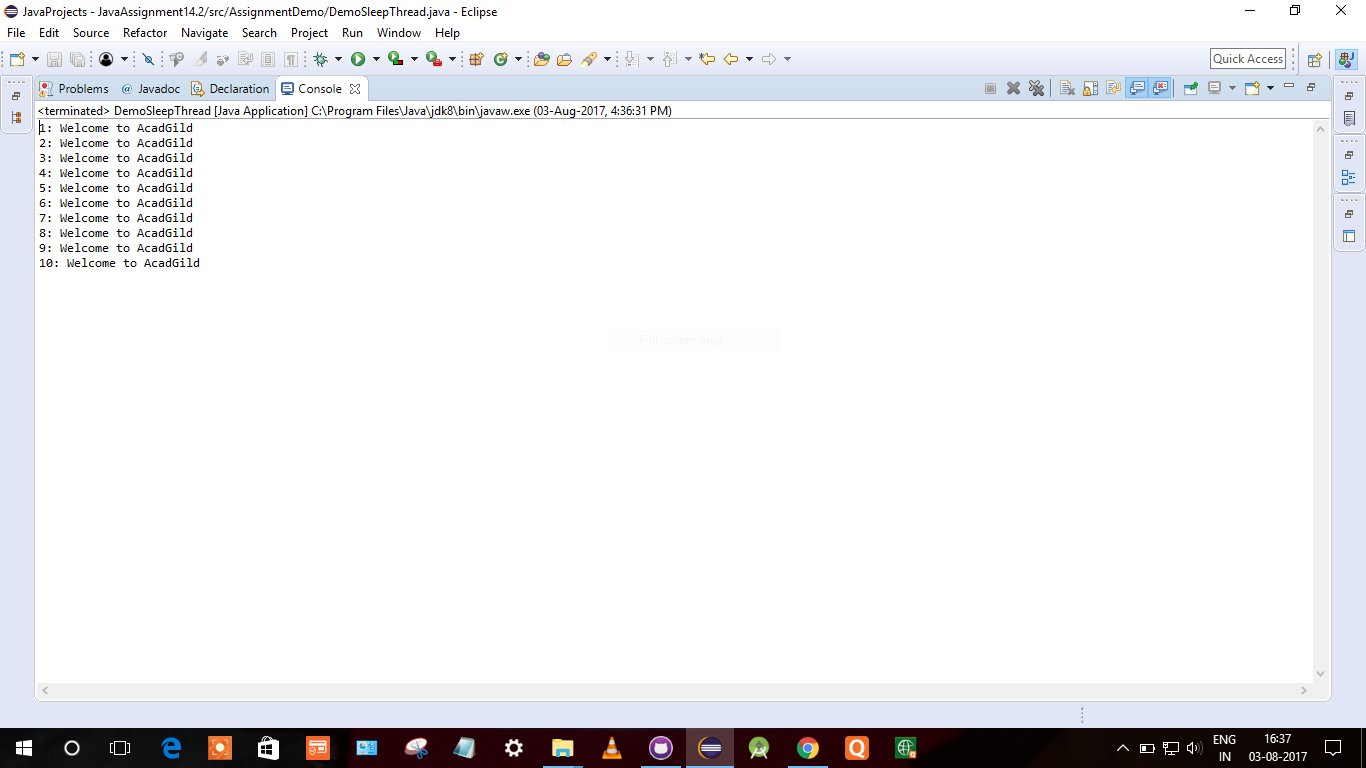 JavaProjects - JavaAssignment14.2/src/AssignmentDemo/DemoSleepThread.java - Eclipse
File Edit Source Refactor Navigate Search Project Run Window Help
Quick Access
Problems @ Javadoc Declaration Console
<terminated> DemoSleepThread [Java Application] C:\Program Files\Java\jdk8\bin\javaw.exe (03-Aug-2017, 4:36:31 PM)
1: Welcome to AcadGild
2: Welcome to AcadGild
3: Welcome to AcadGild
4: Welcome to AcadGild
5: Welcome to AcadGild
6: Welcome to AcadGild
7: Welcome to AcadGild
8: Welcome to AcadGild
9: Welcome to AcadGild
10: Welcome to AcadGild
Full-screen Snip
ENG 16:37
IN 03-08-2017